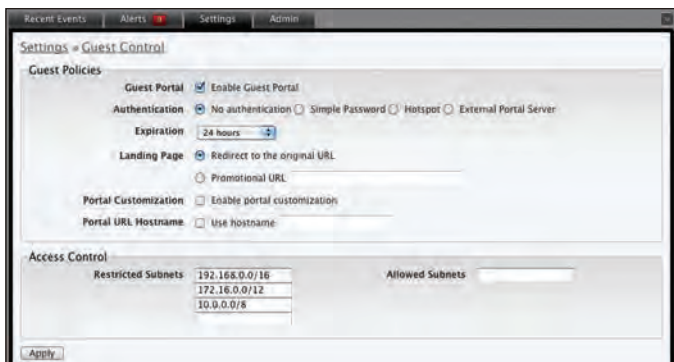 Recent Events Alerts Settings Admin
Settings » Guest Control
Guest Policies
Guest Portal Enable Guest Portal
Authentication No authentication Simple Password Hotspot External Portal Server
Expiration 24 hours
Landing Page Redirect to the original URL
Promotional URL
Portal Customization Enable portal customization
Portal URL Hostname Use hostname
Access Control
Restricted Subnets 192.168.0.0/16 Allowed Subnets
172.16.0.0/12
10.0.0.0/8
Apply